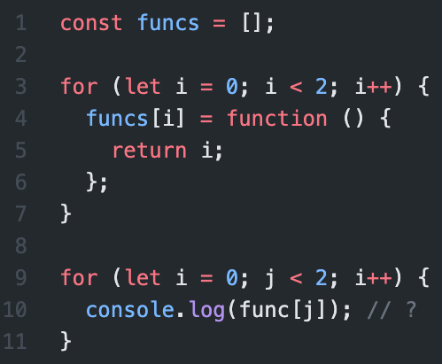 1 const funcs = [];
2
3 for (let i = 0; i < 2; i++) {
4   funcs[i] = function () {
5     return i;
6   };
7 }
8
9 for (let i = 0; j < 2; i++) {
10   console.log(func[j]); // ?
11 }